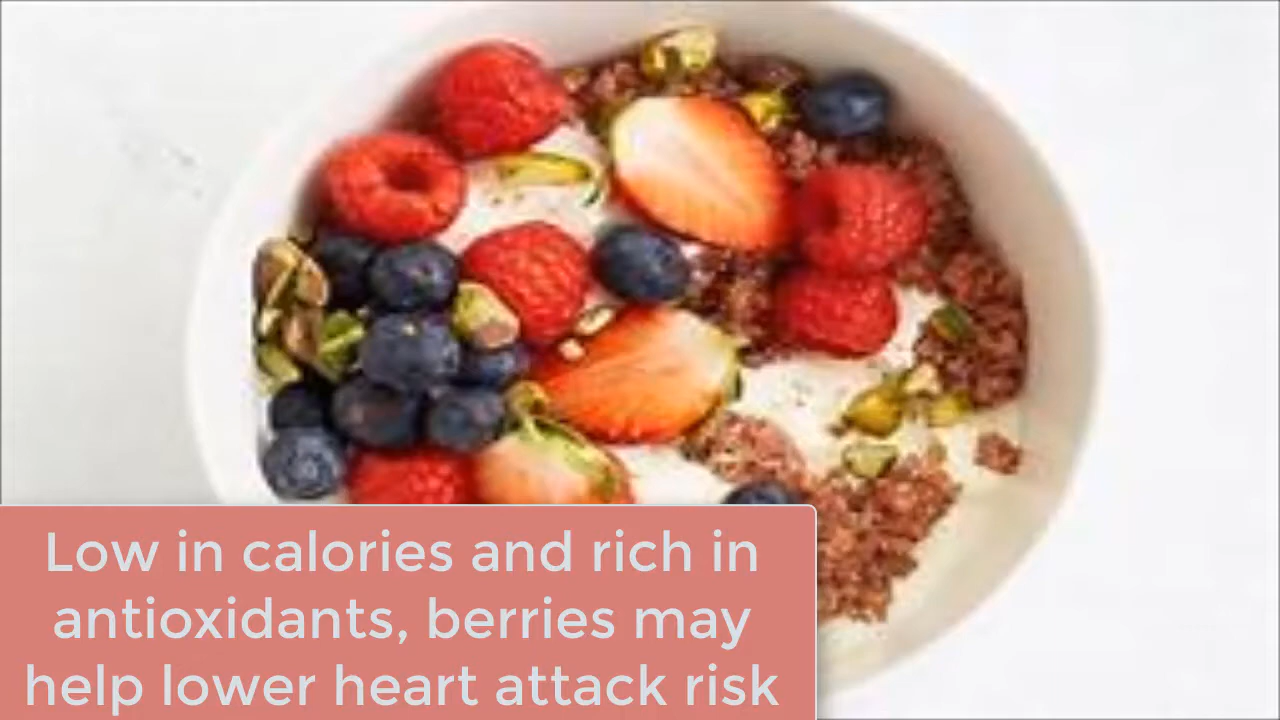 Low in calories and rich in
antioxidants, berries may
help lower heart attack risk